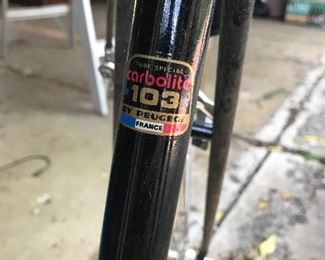 TUBE SPECIAL
carbolite
103
BY PEUGEOT
FRANCE